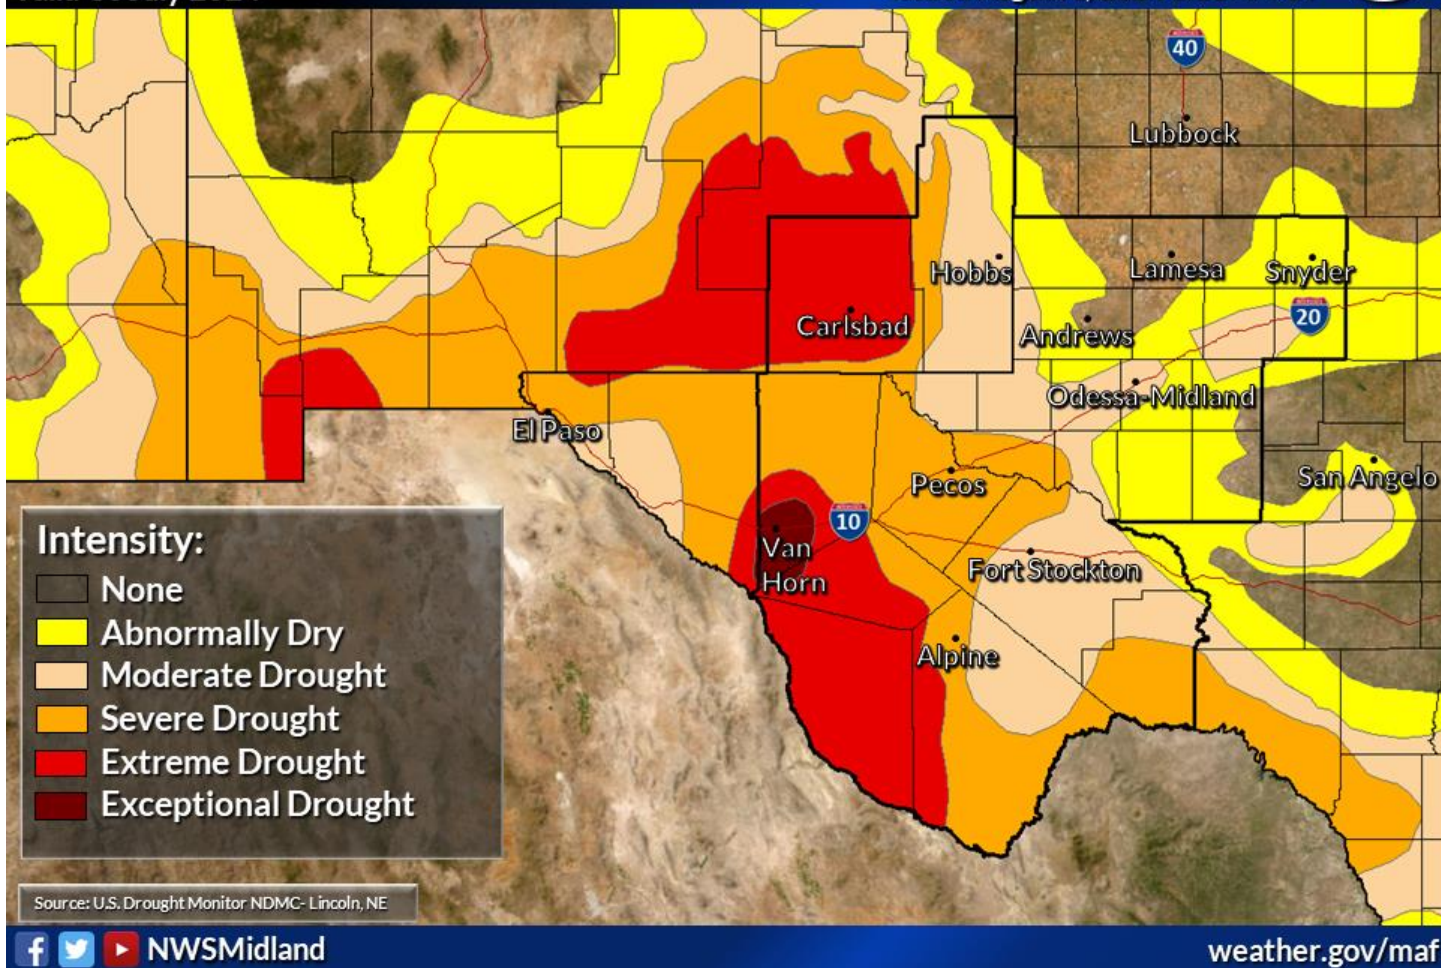 40
Lubbock
Hobbs
Lamesa
Snyder
Carlsbad
Andrews
20
Odessa-Midland
El Paso
Pecos
San Angelo
10
Van
Horn
Fort Stockton
Alpine
Intensity:
None
Abnormally Dry
Moderate Drought
Severe Drought
Extreme Drought
Exceptional Drought
Source: U.S. Drought Monitor NDMC- Lincoln, NE
NWSMidland
weather.gov/maf